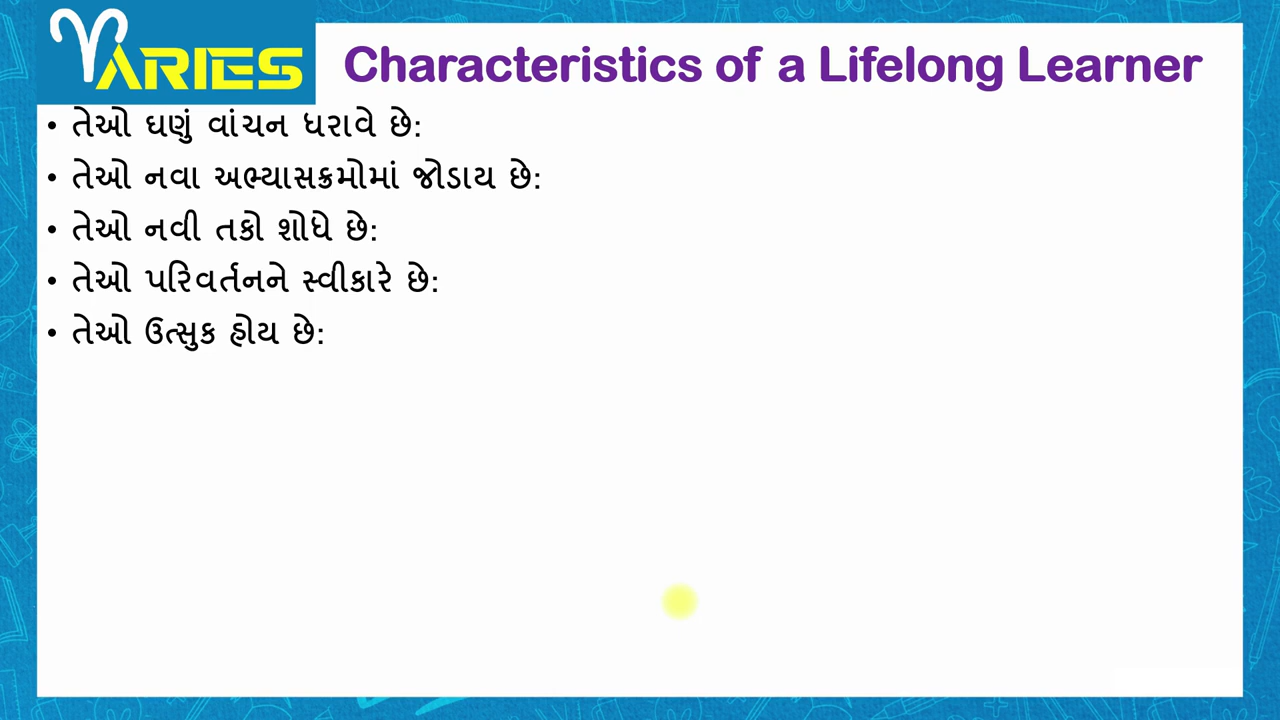 ARIES
Characteristics of a Lifelong Learner
• તેઓ ઘણું વાંચન ધરાવે છે:
• તેઓ નવા અભ્યાસક્રમોમાં જોડાય છે:
• તેઓ નવી તકો શોધે છે:
• તેઓ પરિવર્તનને સ્વીકારે છે:
• તેઓ ઉત્સુક હોય છે: